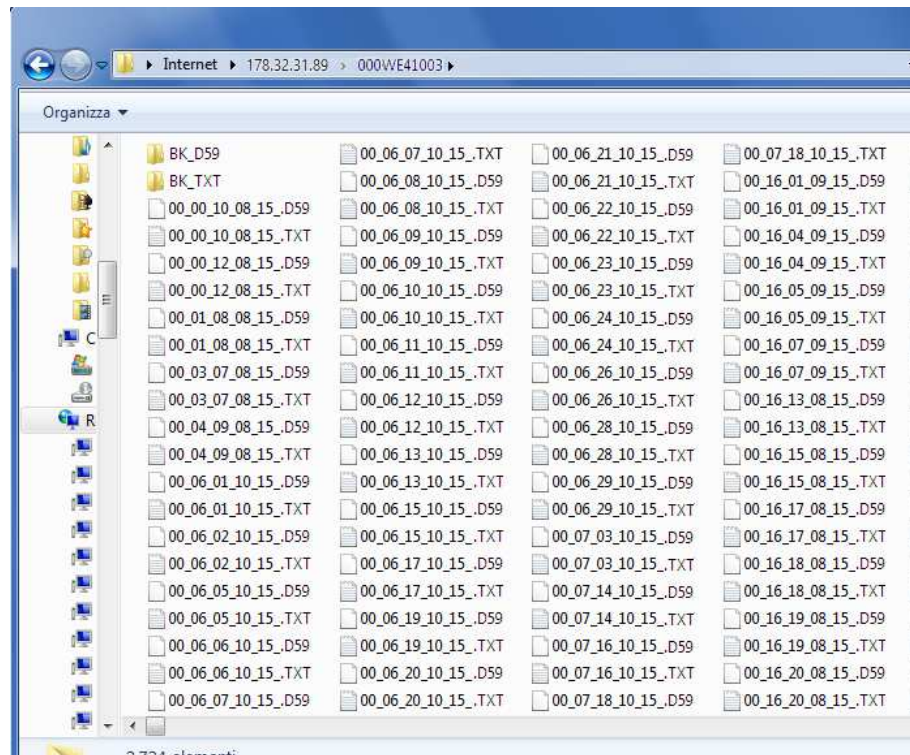 Internet 178.32.31.89 000WE41003
Organizza
BK_D59
BK_TXT
00_00_10_08_15_.D59
00_00_10_08_15_.TXT
00_00_12_08_15_.D59
00_00_12_08_15_.TXT
00_01_08_08_15_.D59
00_01_08_08_15_.TXT
00_03_07_08_15_.D59
00_03_07_08_15_.TXT
00_04_09_08_15_.D59
00_04_09_08_15_.TXT
00_06_01_10_15_.D59
00_06_01_10_15_.TXT
00_06_02_10_15_.D59
00_06_02_10_15_.TXT
00_06_05_10_15_.D59
00_06_05_10_15_.TXT
00_06_06_10_15_.D59
00_06_06_10_15_.TXT
00_06_07_10_15_.D59
00_06_07_10_15_.TXT
00_06_08_10_15_.D59
00_06_08_10_15_.TXT
00_06_09_10_15_.D59
00_06_09_10_15_.TXT
00_06_10_10_15_.D59
00_06_10_10_15_.TXT
00_06_11_10_15_.D59
00_06_11_10_15_.TXT
00_06_12_10_15_.D59
00_06_12_10_15_.TXT
00_06_13_10_15_.D59
00_06_13_10_15_.TXT
00_06_15_10_15_.D59
00_06_15_10_15_.TXT
00_06_17_10_15_.D59
00_06_17_10_15_.TXT
00_06_19_10_15_.D59
00_06_19_10_15_.TXT
00_06_20_10_15_.D59
00_06_20_10_15_.TXT
00_06_21_10_15_.D59
00_06_21_10_15_.TXT
00_06_22_10_15_.D59
00_06_22_10_15_.TXT
00_06_23_10_15_.D59
00_06_23_10_15_.TXT
00_06_24_10_15_.D59
00_06_24_10_15_.TXT
00_06_26_10_15_.D59
00_06_26_10_15_.TXT
00_06_28_10_15_.D59
00_06_28_10_15_.TXT
00_06_29_10_15_.D59
00_06_29_10_15_.TXT
00_07_03_10_15_.D59
00_07_03_10_15_.TXT
00_07_14_10_15_.D59
00_07_14_10_15_.TXT
00_07_16_10_15_.D59
00_07_16_10_15_.TXT
00_07_18_10_15_.D59
00_07_18_10_15_.TXT
00_16_01_09_15_.D59
00_16_01_09_15_.TXT
00_16_04_09_15_.D59
00_16_04_09_15_.TXT
00_16_05_09_15_.D59
00_16_05_09_15_.TXT
00_16_07_09_15_.D59
00_16_07_09_15_.TXT
00_16_13_08_15_.D59
00_16_13_08_15_.TXT
00_16_15_08_15_.D59
00_16_15_08_15_.TXT
00_16_17_08_15_.D59
00_16_17_08_15_.TXT
00_16_18_08_15_.D59
00_16_18_08_15_.TXT
00_16_19_08_15_.D59
00_16_19_08_15_.TXT
00_16_20_08_15_.D59
00_16_20_08_15_.TXT
C
R
elementi